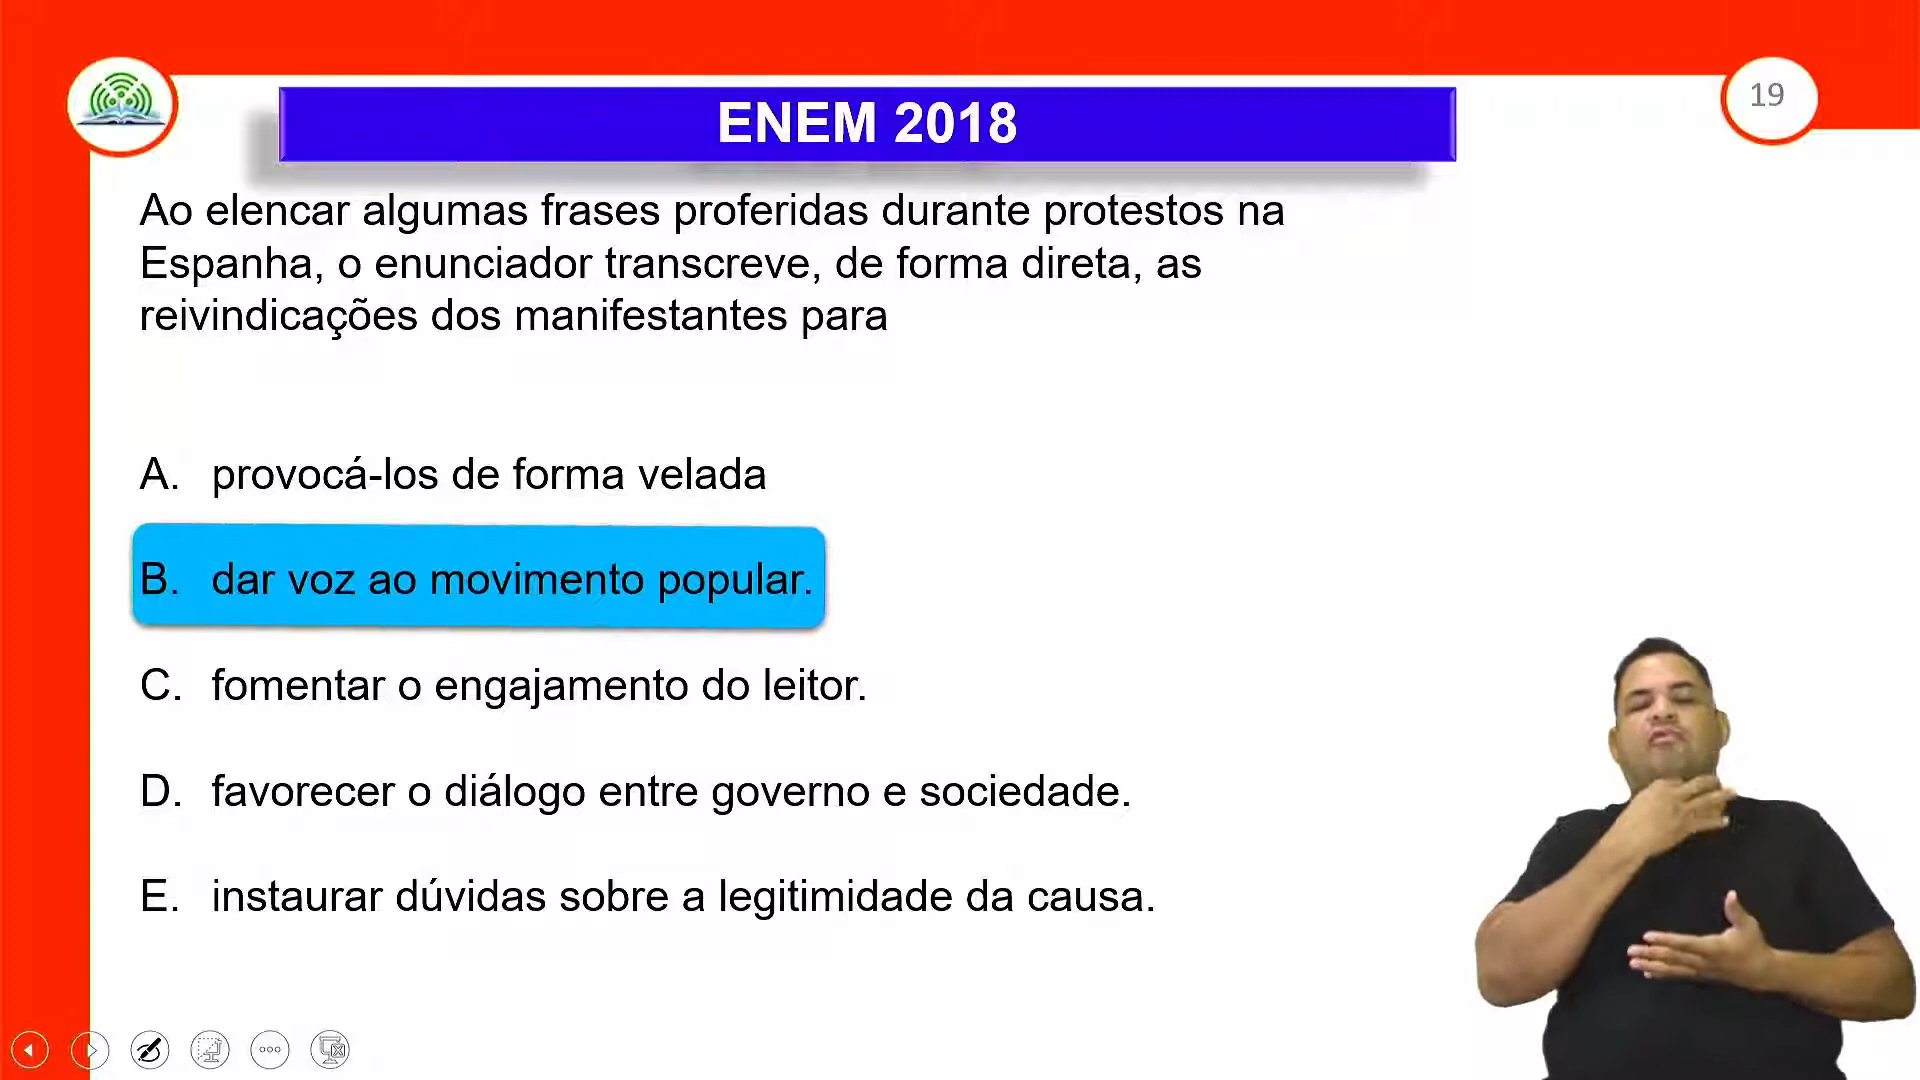 ENEM 2018
19
Ao elencar algumas frases proferidas durante protestos na
Espanha, o enunciador transcreve, de forma direta, as
reivindicações dos manifestantes para
A. provocá-los de forma velada
B. dar voz ao movimento popular.
C. fomentar o engajamento do leitor.
D. favorecer o diálogo entre governo e sociedade.
E. instaurar dúvidas sobre a legitimidade da causa.